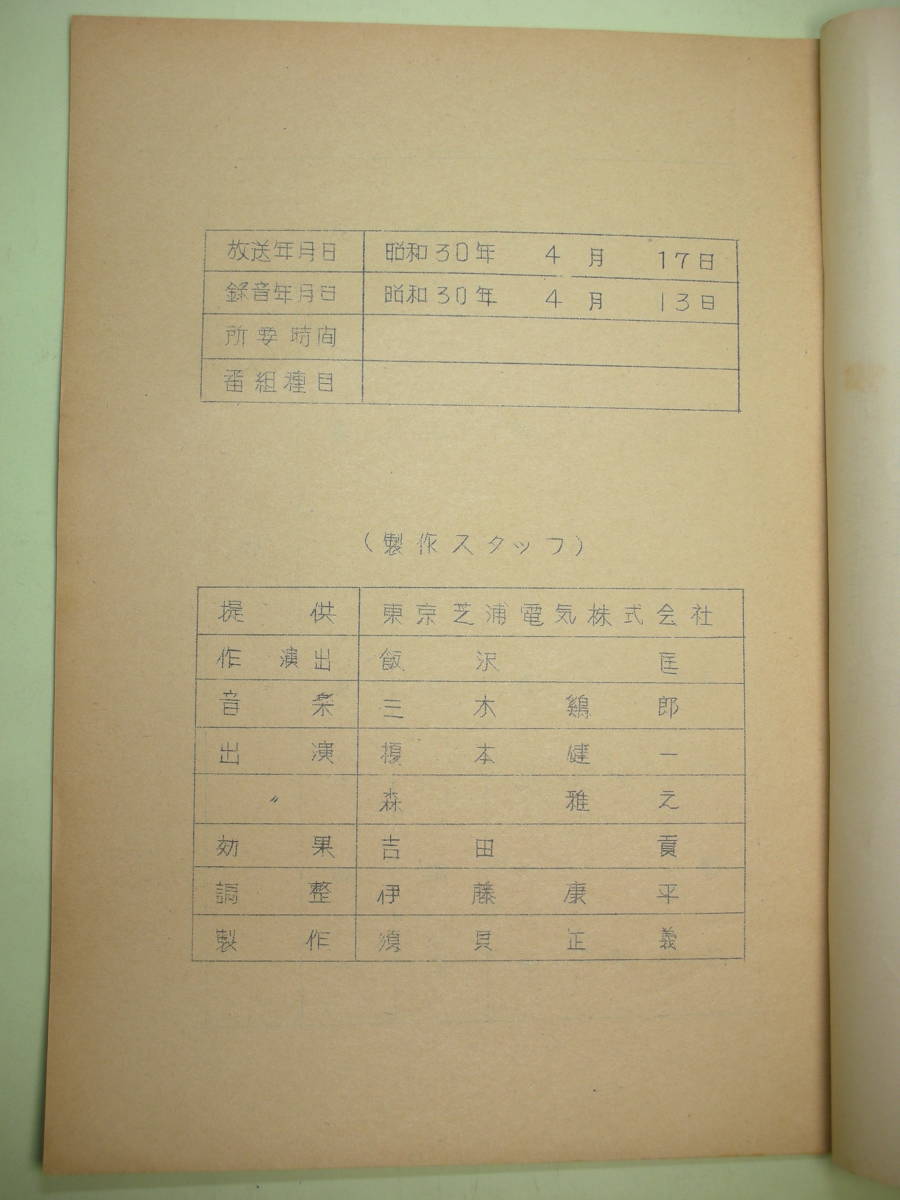 放送年月日 昭和30年 4月 17日
録音年月日 昭和30年 4月 13日
所要時間
番組種目
(製作スタッフ)
提供 東京芝浦電気株式会社
作演出 飯沢匡
音楽 三木鶏郎
出演 榎本健一
〃 森雅之
効果 吉田貢
調整 伊藤康平
製作 須貝正義